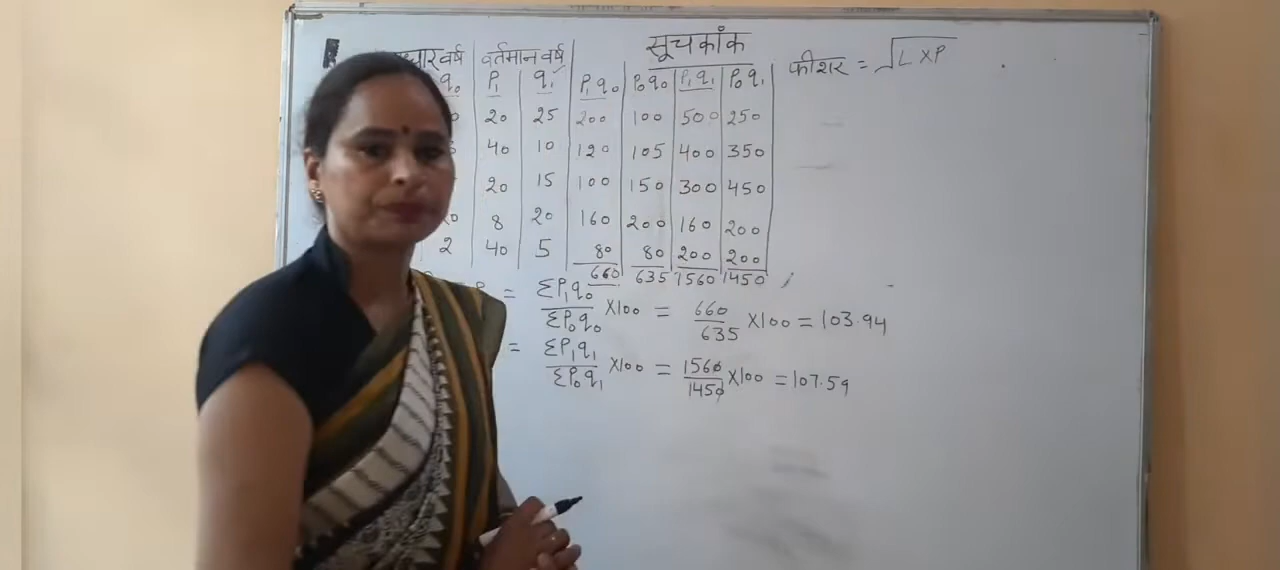 सूचकांक
वर्ष वर्तमान वर्ष फीशर = √L×P
q₀ P₁ q₁ P₁q₀ P₀q₀ P₁q₁ P₀q₁
20 25 200 100 500 250
40 10 120 105 400 350
20 15 100 150 300 450
8 20 160 200 160 200
2 40 5 80 80 200 200
660 635 1560 1450
= ΣP₁q₀/ΣP₀q₀ ×100 = 660/635 ×100 = 103.94
= ΣP₁q₁/ΣP₀q₁ ×100 = 1560/1450 ×100 = 107.59